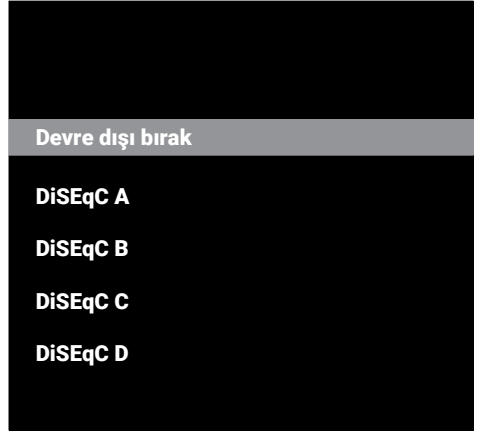 Devre dışı bırak
DiSEqC A
DiSEqC B
DiSEqC C
DiSEqC D